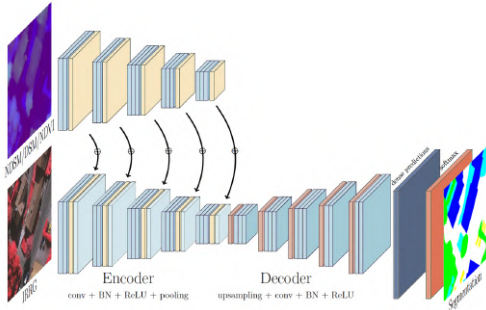 NDSM/DSM/NDVI
IRRG
Encoder
conv + BN + ReLU + pooling
Decoder
upsampling + conv + BN + ReLU
dense predictions
softmax
Segmentation